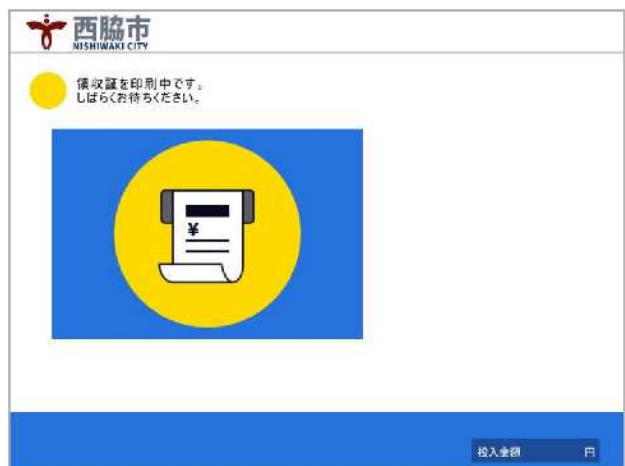 西脇市
NISHIWAKI CITY
領収証を印刷中です。
しばらくお待ちください。
¥
投入金額 円